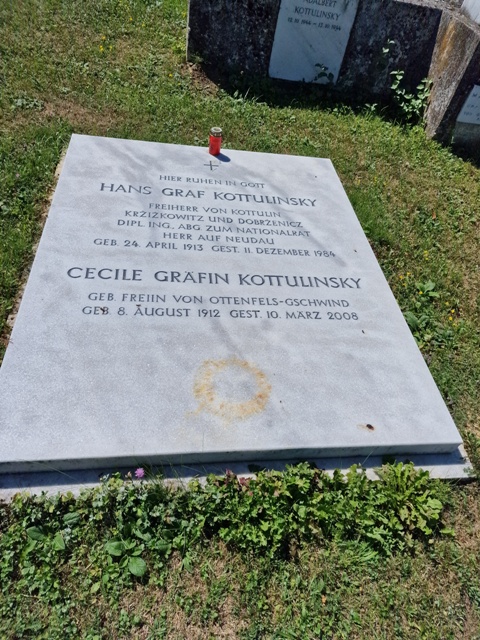 ADALBERT
KOTTULINSKY
HIER RUHEN IN GOTT
HANS GRAF KOTTULINSKY
FREIHERR VON KOTTULIN
KRZIZKOWITZ UND DOBRZENICZ
DIPL. ING., ABG. ZUM NATIONALRAT
HERR AUF NEUDAU
GEB. 24. APRIL 1913 GEST. 11. DEZEMBER 1984
CECILE GRÄFIN KOTTULINSKY
GEB. FREIIN VON OTTENFELS-GSCHWIND
GEB. 8. AUGUST 1912 GEST. 10. MÄRZ 2008